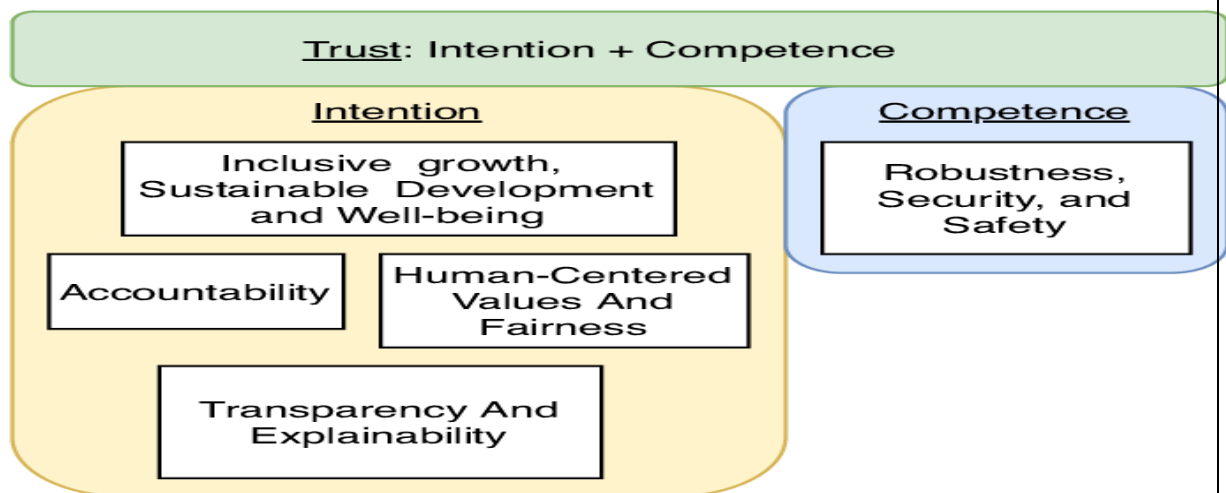 Trust: Intention + Competence
Intention
Inclusive growth,
Sustainable Development
and Well-being
Accountability
Human-Centered
Values And
Fairness
Transparency And
Explainability
Competence
Robustness,
Security, and
Safety